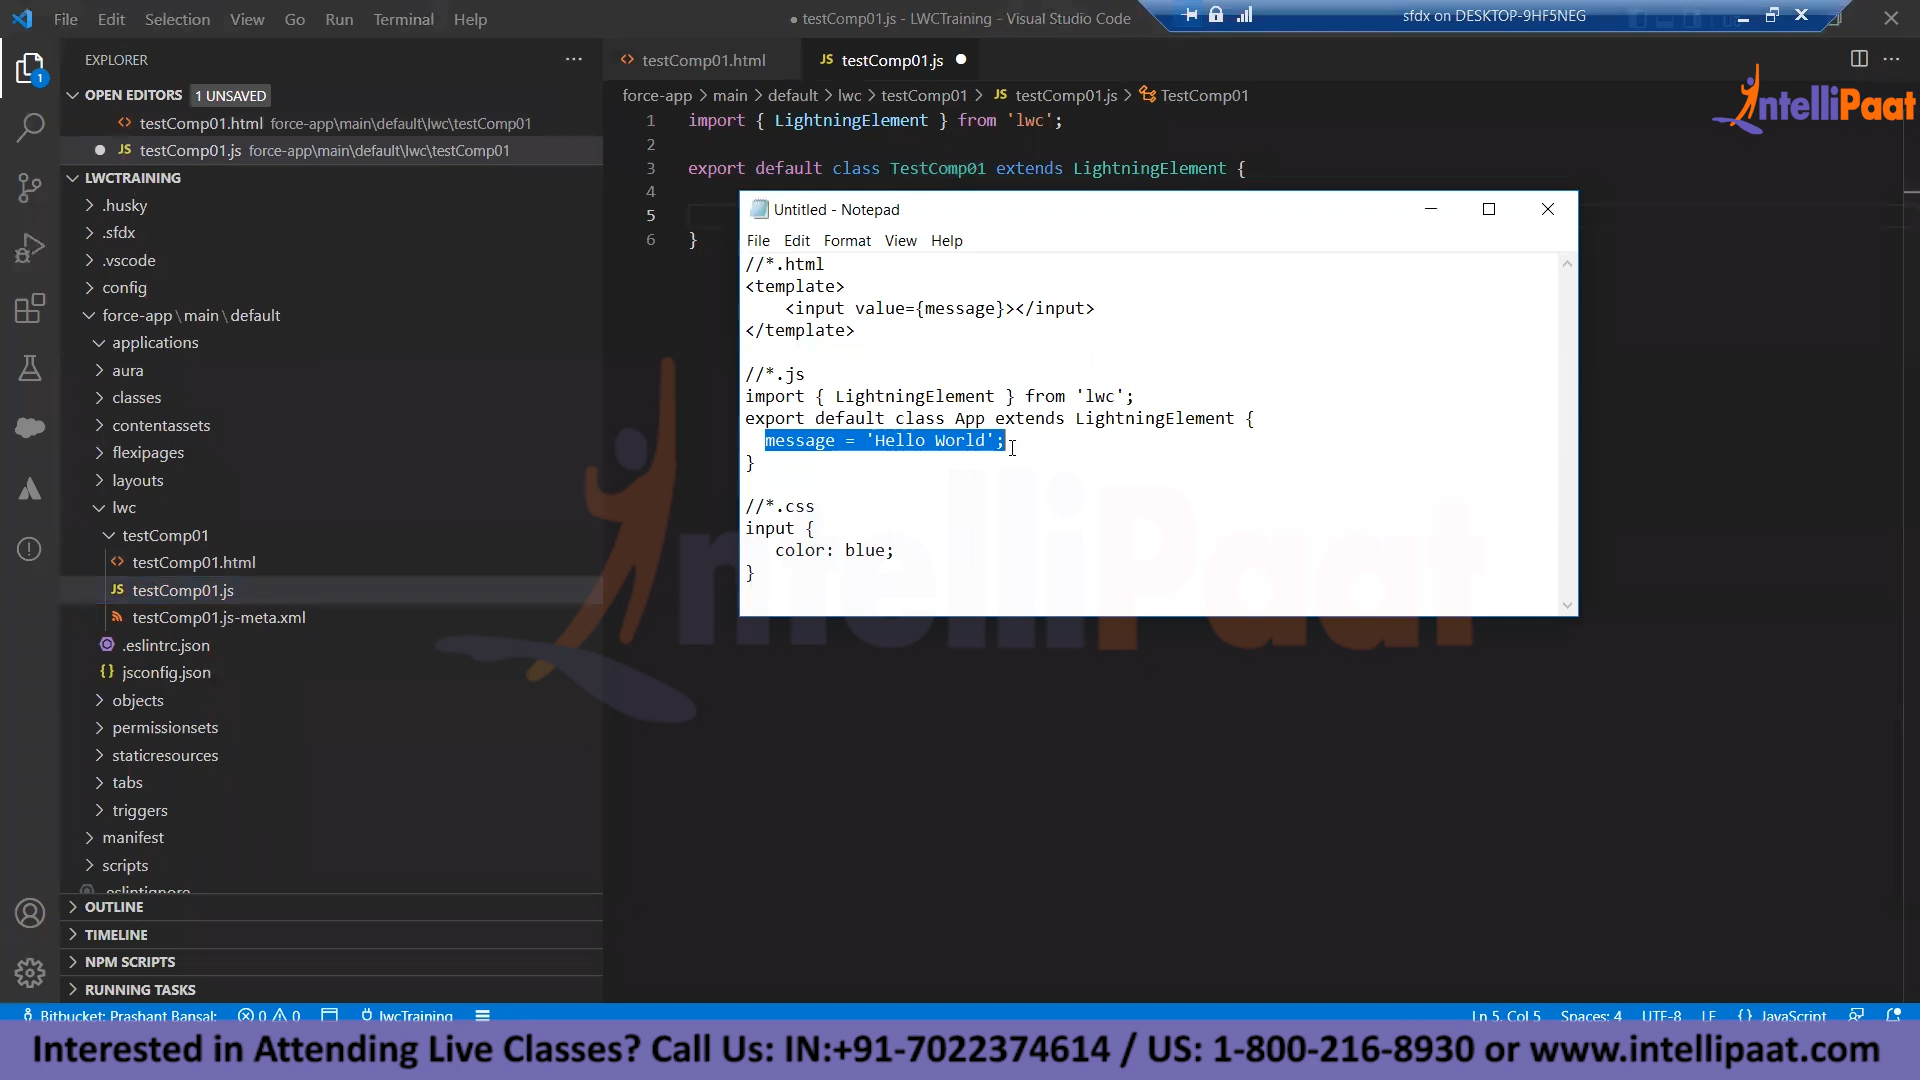 File Edit Selection View Go Run Terminal Help
● testComp01.js - LWCTraining - Visual Studio Code
sfdx on DESKTOP-9HF5NEG
EXPLORER
OPEN EDITORS 1 UNSAVED
testComp01.html force-app\main\default\lwc\testComp01
JS testComp01.js force-app\main\default\lwc\testComp01
LWCTRAINING
.husky
.sfdx
.vscode
config
force-app\main\default
applications
aura
classes
contentassets
flexipages
layouts
lwc
testComp01
testComp01.html
JS testComp01.js
testComp01.js-meta.xml
.eslintrc.json
jsconfig.json
objects
permissionsets
staticresources
tabs
triggers
manifest
scripts
.eslintignore
OUTLINE
TIMELINE
NPM SCRIPTS
RUNNING TASKS
testComp01.html
JS testComp01.js
force-app > main > default > lwc > testComp01 > JS testComp01.js > TestComp01
1 import { LightningElement } from 'lwc';
2
3 export default class TestComp01 extends LightningElement {
4
5
6 }
Untitled - Notepad
File Edit Format View Help
//*.html
<template>
<input value={message}></input>
</template>
//*.js
import { LightningElement } from 'lwc';
export default class App extends LightningElement {
message = 'Hello World';
}
//*.css
input {
color: blue;
}
IntelliPaat
IntelliPaat
Bitbucket: Prashant Bansal: 0 0 lwcTraining
Ln 5, Col 5 Spaces: 4 UTF-8 LF {} JavaScript
Interested in Attending Live Classes? Call Us: IN:+91-7022374614 / US: 1-800-216-8930 or www.intellipaat.com